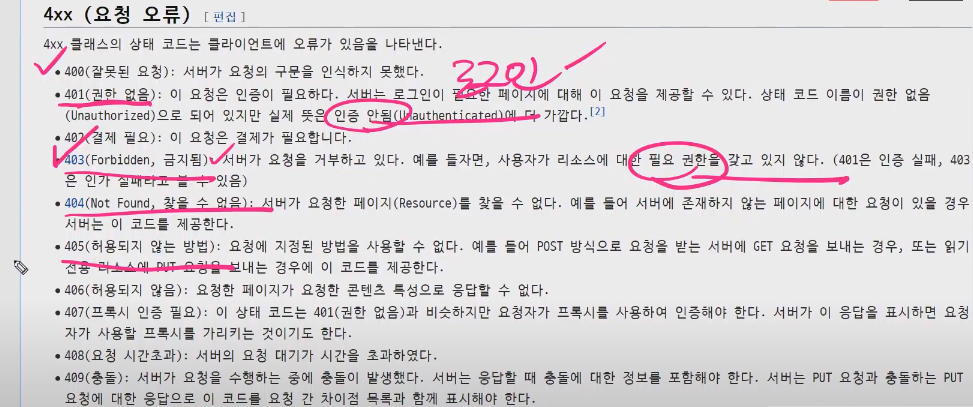 4xx (요청 오류) [편집]
4xx 클래스의 상태 코드는 클라이언트에 오류가 있음을 나타낸다.
• 400(잘못된 요청): 서버가 요청의 구문을 인식하지 못했다.
• 401(권한 없음): 이 요청은 인증이 필요하다. 서버는 로그인이 필요한 페이지에 대해 이 요청을 제공할 수 있다. 상태 코드 이름이 권한 없음
(Unauthorized)으로 되어 있지만 실제 뜻은 인증 안됨(Unauthenticated)에 더 가깝다.[2]
• 402(결제 필요): 이 요청은 결제가 필요합니다.
• 403(Forbidden, 금지됨): 서버가 요청을 거부하고 있다. 예를 들자면, 사용자가 리소스에 대한 필요 권한을 갖고 있지 않다. (401은 인증 실패, 403
은 인가 실패라고 볼 수 있음)
• 404(Not Found, 찾을 수 없음): 서버가 요청한 페이지(Resource)를 찾을 수 없다. 예를 들어 서버에 존재하지 않는 페이지에 대한 요청이 있을 경우
서버는 이 코드를 제공한다.
• 405(허용되지 않는 방법): 요청에 지정된 방법을 사용할 수 없다. 예를 들어 POST 방식으로 요청을 받는 서버에 GET 요청을 보내는 경우, 또는 읽기
전용 리소스에 PUT 요청을 보내는 경우에 이 코드를 제공한다.
• 406(허용되지 않음): 요청한 페이지가 요청한 콘텐츠 특성으로 응답할 수 없다.
• 407(프록시 인증 필요): 이 상태 코드는 401(권한 없음)과 비슷하지만 요청자가 프록시를 사용하여 인증해야 한다. 서버가 이 응답을 표시하면 요청
자가 사용할 프록시를 가리키는 것이기도 한다.
• 408(요청 시간초과): 서버의 요청 대기가 시간을 초과하였다.
• 409(충돌): 서버가 요청을 수행하는 중에 충돌이 발생했다. 서버는 응답할 때 충돌에 대한 정보를 포함해야 한다. 서버는 PUT 요청과 충돌하는 PUT
요청에 대한 응답으로 이 코드를 요청 간 차이점 목록과 함께 표시해야 한다.